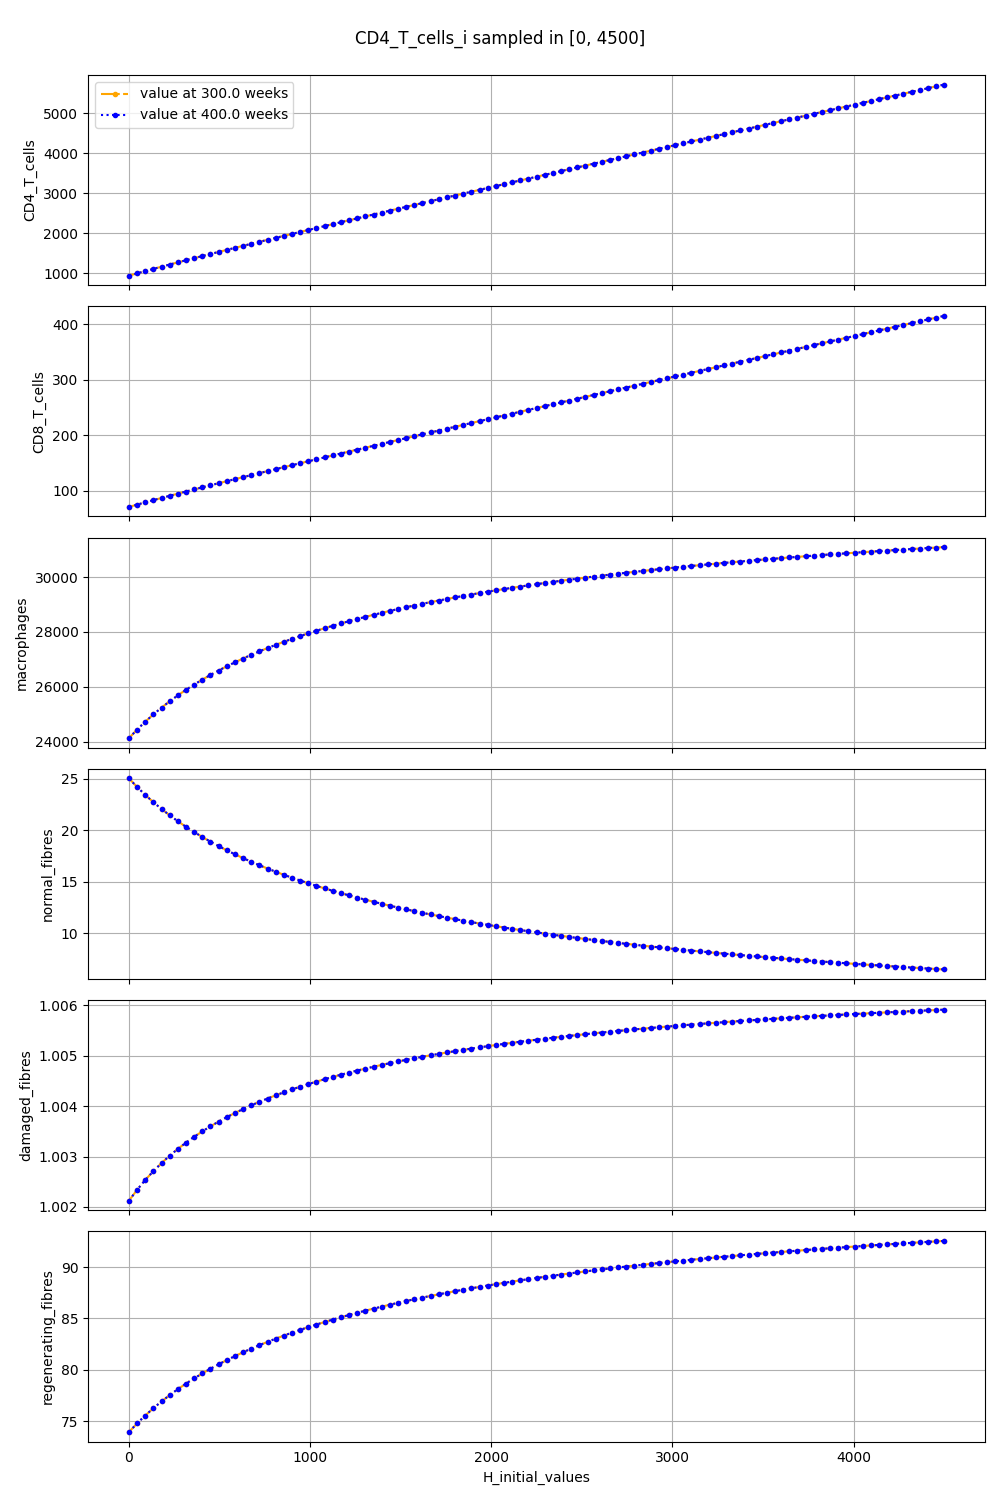 CD4_T_cells_i sampled in [0, 4500]
value at 300.0 weeks
value at 400.0 weeks
CD4_T_cells
5000
4000
3000
2000
1000
CD8_T_cells
400
300
200
100
macrophages
30000
28000
26000
24000
normal_fibres
25
20
15
10
damaged_fibres
1.006
1.005
1.004
1.003
1.002
regenerating_fibres
90
85
80
75
0 1000 2000 3000 4000
H_initial_values